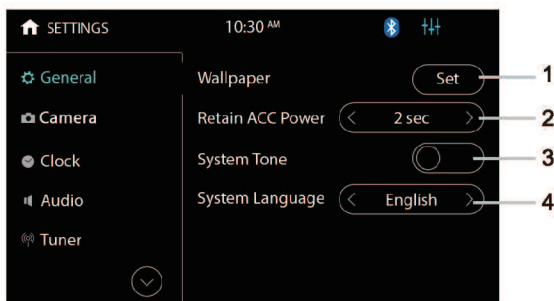 SETTINGS 10:30 AM
General
Wallpaper Set 1
Camera
Retain ACC Power < 2 sec > 2
Clock
System Tone 3
Audio
System Language < English > 4
Tuner